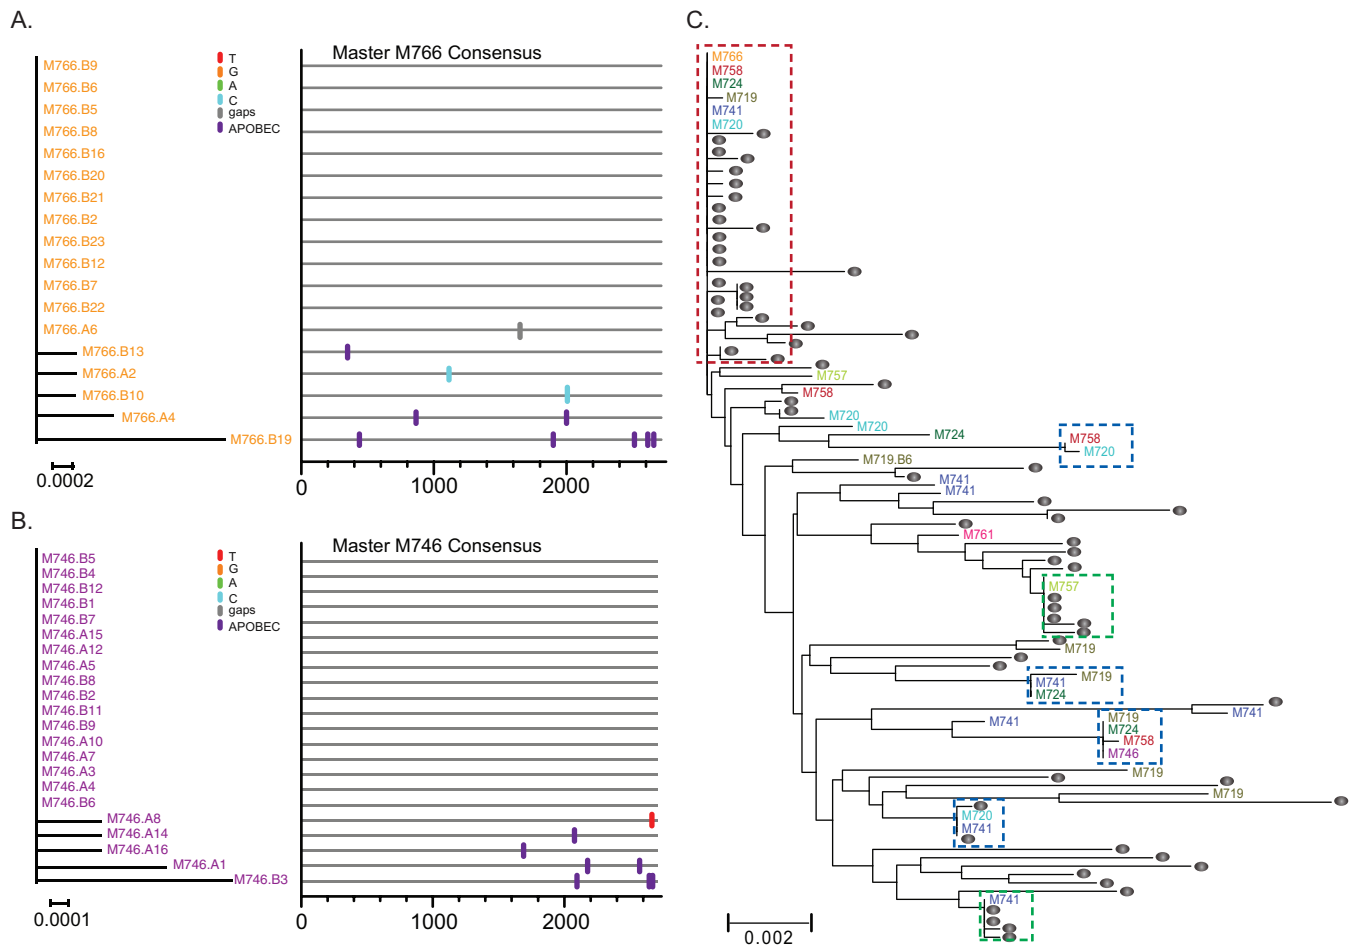 A.
Master M766 Consensus
T
G
A
C
gaps
APOBEC
M766.B9
M766.B6
M766.B5
M766.B8
M766.B16
M766.B20
M766.B21
M766.B2
M766.B23
M766.B12
M766.B7
M766.B22
M766.A6
M766.B13
M766.A2
M766.B10
M766.A4
M766.B19
0.0002
0 1000 2000
B.
Master M746 Consensus
T
G
A
C
gaps
APOBEC
M746.B5
M746.B4
M746.B12
M746.B1
M746.B7
M746.A15
M746.A12
M746.A5
M746.B8
M746.B2
M746.B11
M746.B9
M746.A10
M746.A7
M746.A3
M746.A4
M746.B6
M746.A8
M746.A14
M746.A16
M746.A1
M746.B3
0.0001
0 1000 2000
C.
M766
M758
M724
M719
M741
M720
M757
M758
M720
M720
M724
M758
M720
M719.B6
M741
M741
M761
M757
M719
M719
M741
M724
M741
M719
M741
M724
M758
M746
M719
M719
M720
M741
M741
0.002